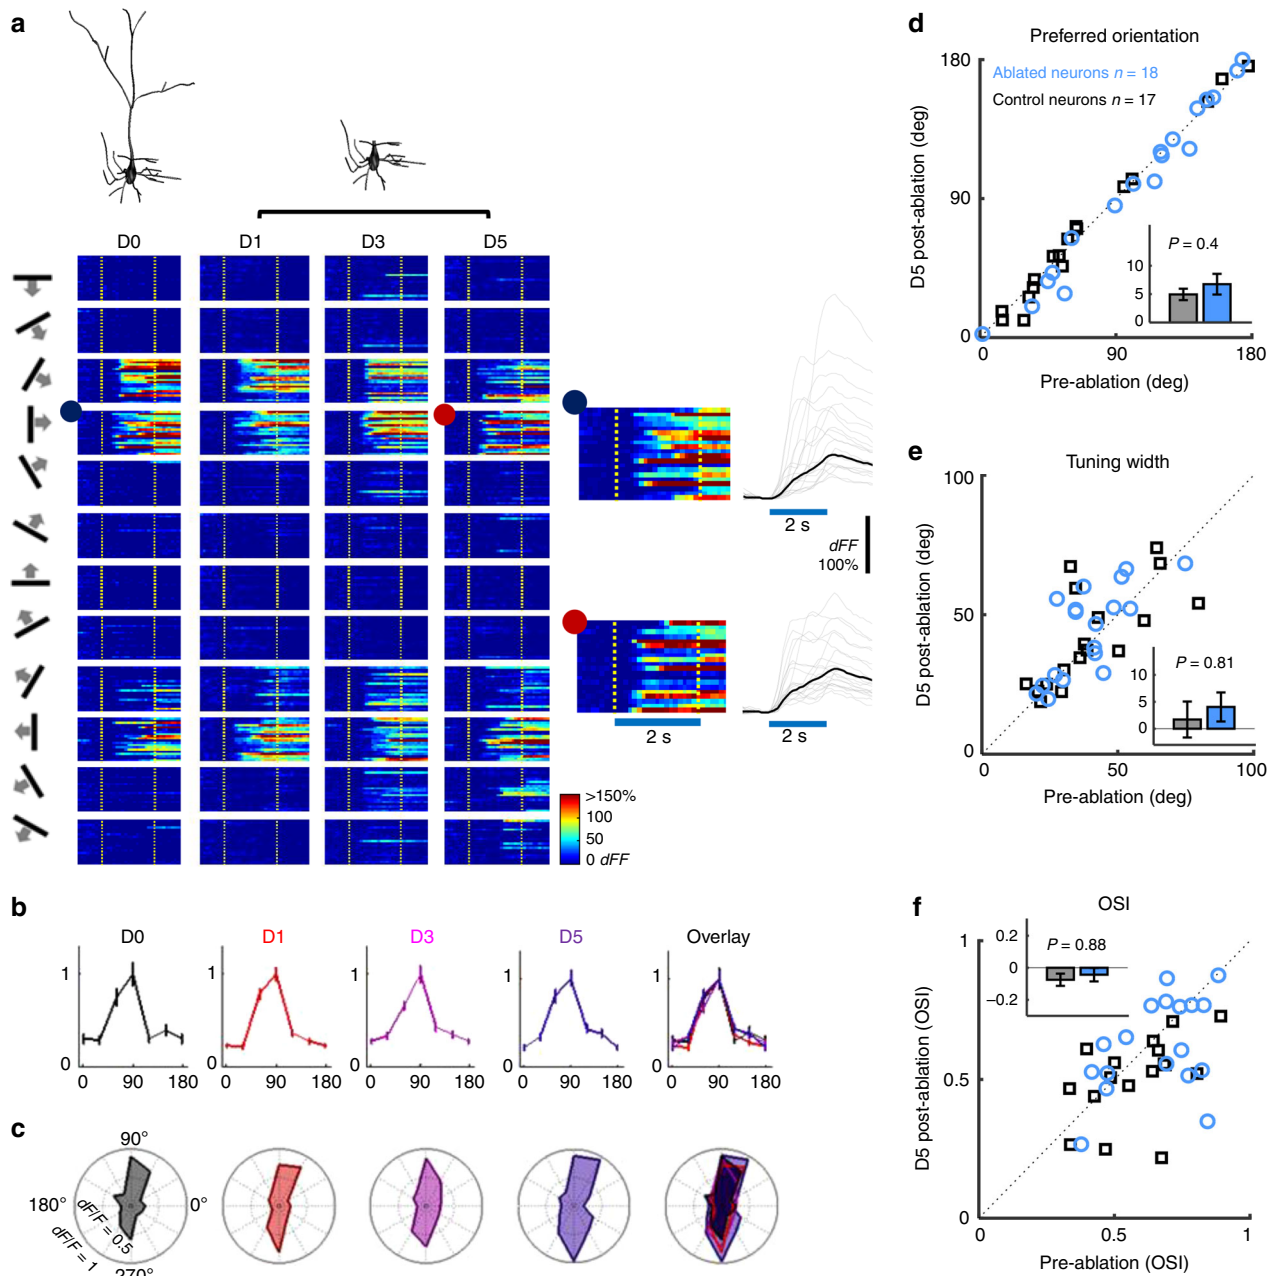 a
D0 D1 D3 D5
2 s
dFF
100%
2 s
2 s
>150%
100
50
0 dFF
b
D0 D1 D3 D5 Overlay
1 1 1 1 1
0 0 0 0 0
0 90 180 0 90 180 0 90 180 0 90 180 0 90 180
c
90°
180° 0°
dF/F = 0.5
dF/F = 1
270°
d
Preferred orientation
180
Ablated neurons n = 18
Control neurons n = 17
D5 post-ablation (deg)
90
P = 0.4
10
5
0
0
0 90 180
Pre-ablation (deg)
e
Tuning width
100
D5 post-ablation (deg)
50
P = 0.81
10
5
0
0
0 50 100
Pre-ablation (deg)
f
OSI
1
0.2
P = 0.88
0
−0.2
D5 post-ablation (OSI)
0.5
0
0 0.5 1
Pre-ablation (OSI)